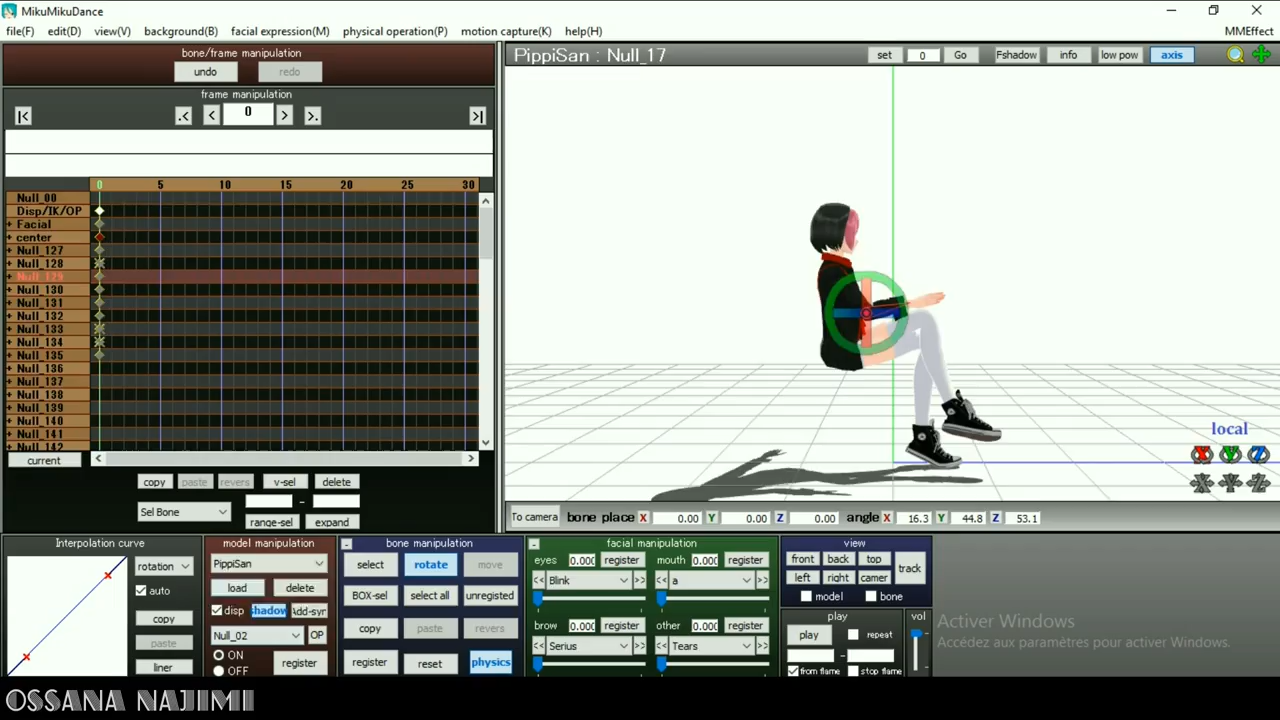 MikuMikuDance
file(F) edit(D) view(V) background(B) facial expression(M) physical operation(P) motion capture(K) help(H) MMEffect
bone/frame manipulation
undo redo
frame manipulation
|< .< < 0 > >. >|
0 5 10 15 20 25 30
Null_00
Disp/IK/OP
+ Facial
+ center
+ Null_127
+ Null_128
+ Null_129
+ Null_130
+ Null_131
+ Null_132
+ Null_133
+ Null_134
+ Null_135
+ Null_136
+ Null_137
+ Null_138
+ Null_139
+ Null_140
+ Null_141
+ Null_142
current < >
copy paste revers v-sel delete
Sel Bone -
range-sel expand
PippiSan : Null_17
set 0 Go Fshadow info low pow axis
local
X Y Z
X Y Z
To camera bone place X 0.00 Y 0.00 Z 0.00 angle X 16.3 Y 44.8 Z 53.1
Interpolation curve
rotation
auto
copy
paste
liner
model manipulation
PippiSan
load delete
disp shadow Add-syn
Null_02 OP
ON
OFF
register
- bone manipulation
select rotate move
BOX-sel select all unregisted
copy paste revers
register reset physics
- facial manipulation
eyes 0.000 register mouth 0.000 register
<< Blink >> << a >>
brow 0.000 register other 0.000 register
<< Serius >> << Tears >>
view
front back top track
left right camer
model bone
play
play repeat
-
from flame stop flame
vol
Activer Windows
Accédez aux paramètres pour activer Windows.
OSSANA NAJIMI